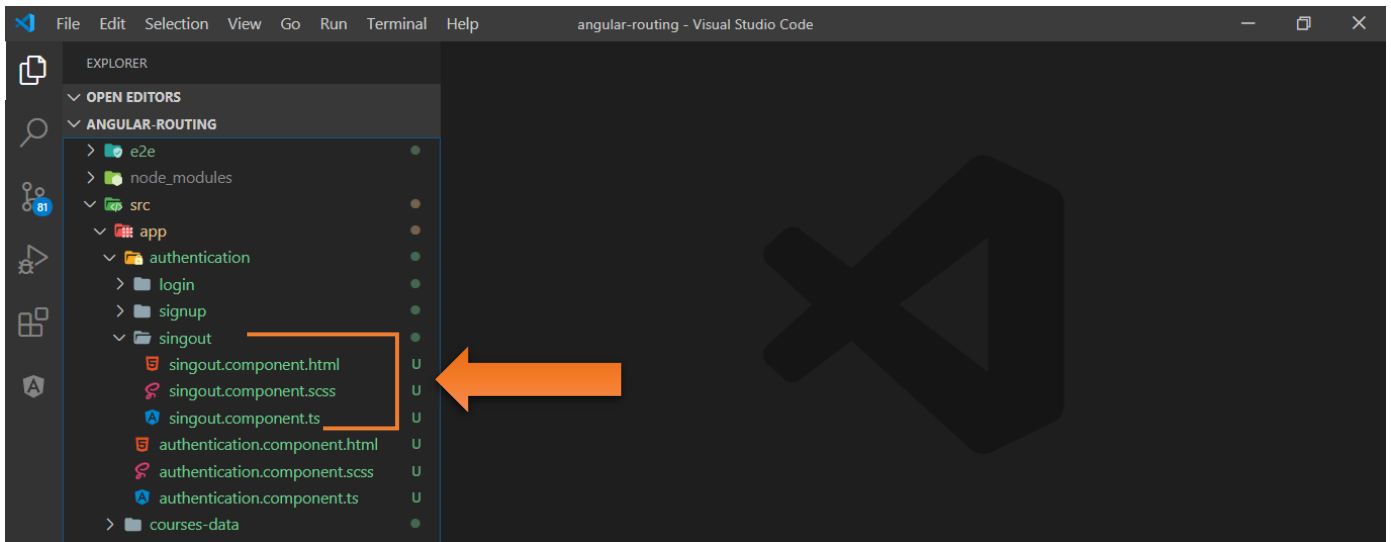 File Edit Selection View Go Run Terminal Help angular-routing - Visual Studio Code
EXPLORER
OPEN EDITORS
ANGULAR-ROUTING
e2e
node_modules
src
81
app
authentication
login
signup
singout
singout.component.html U
singout.component.scss U
singout.component.ts U
authentication.component.html U
authentication.component.scss U
authentication.component.ts U
courses-data